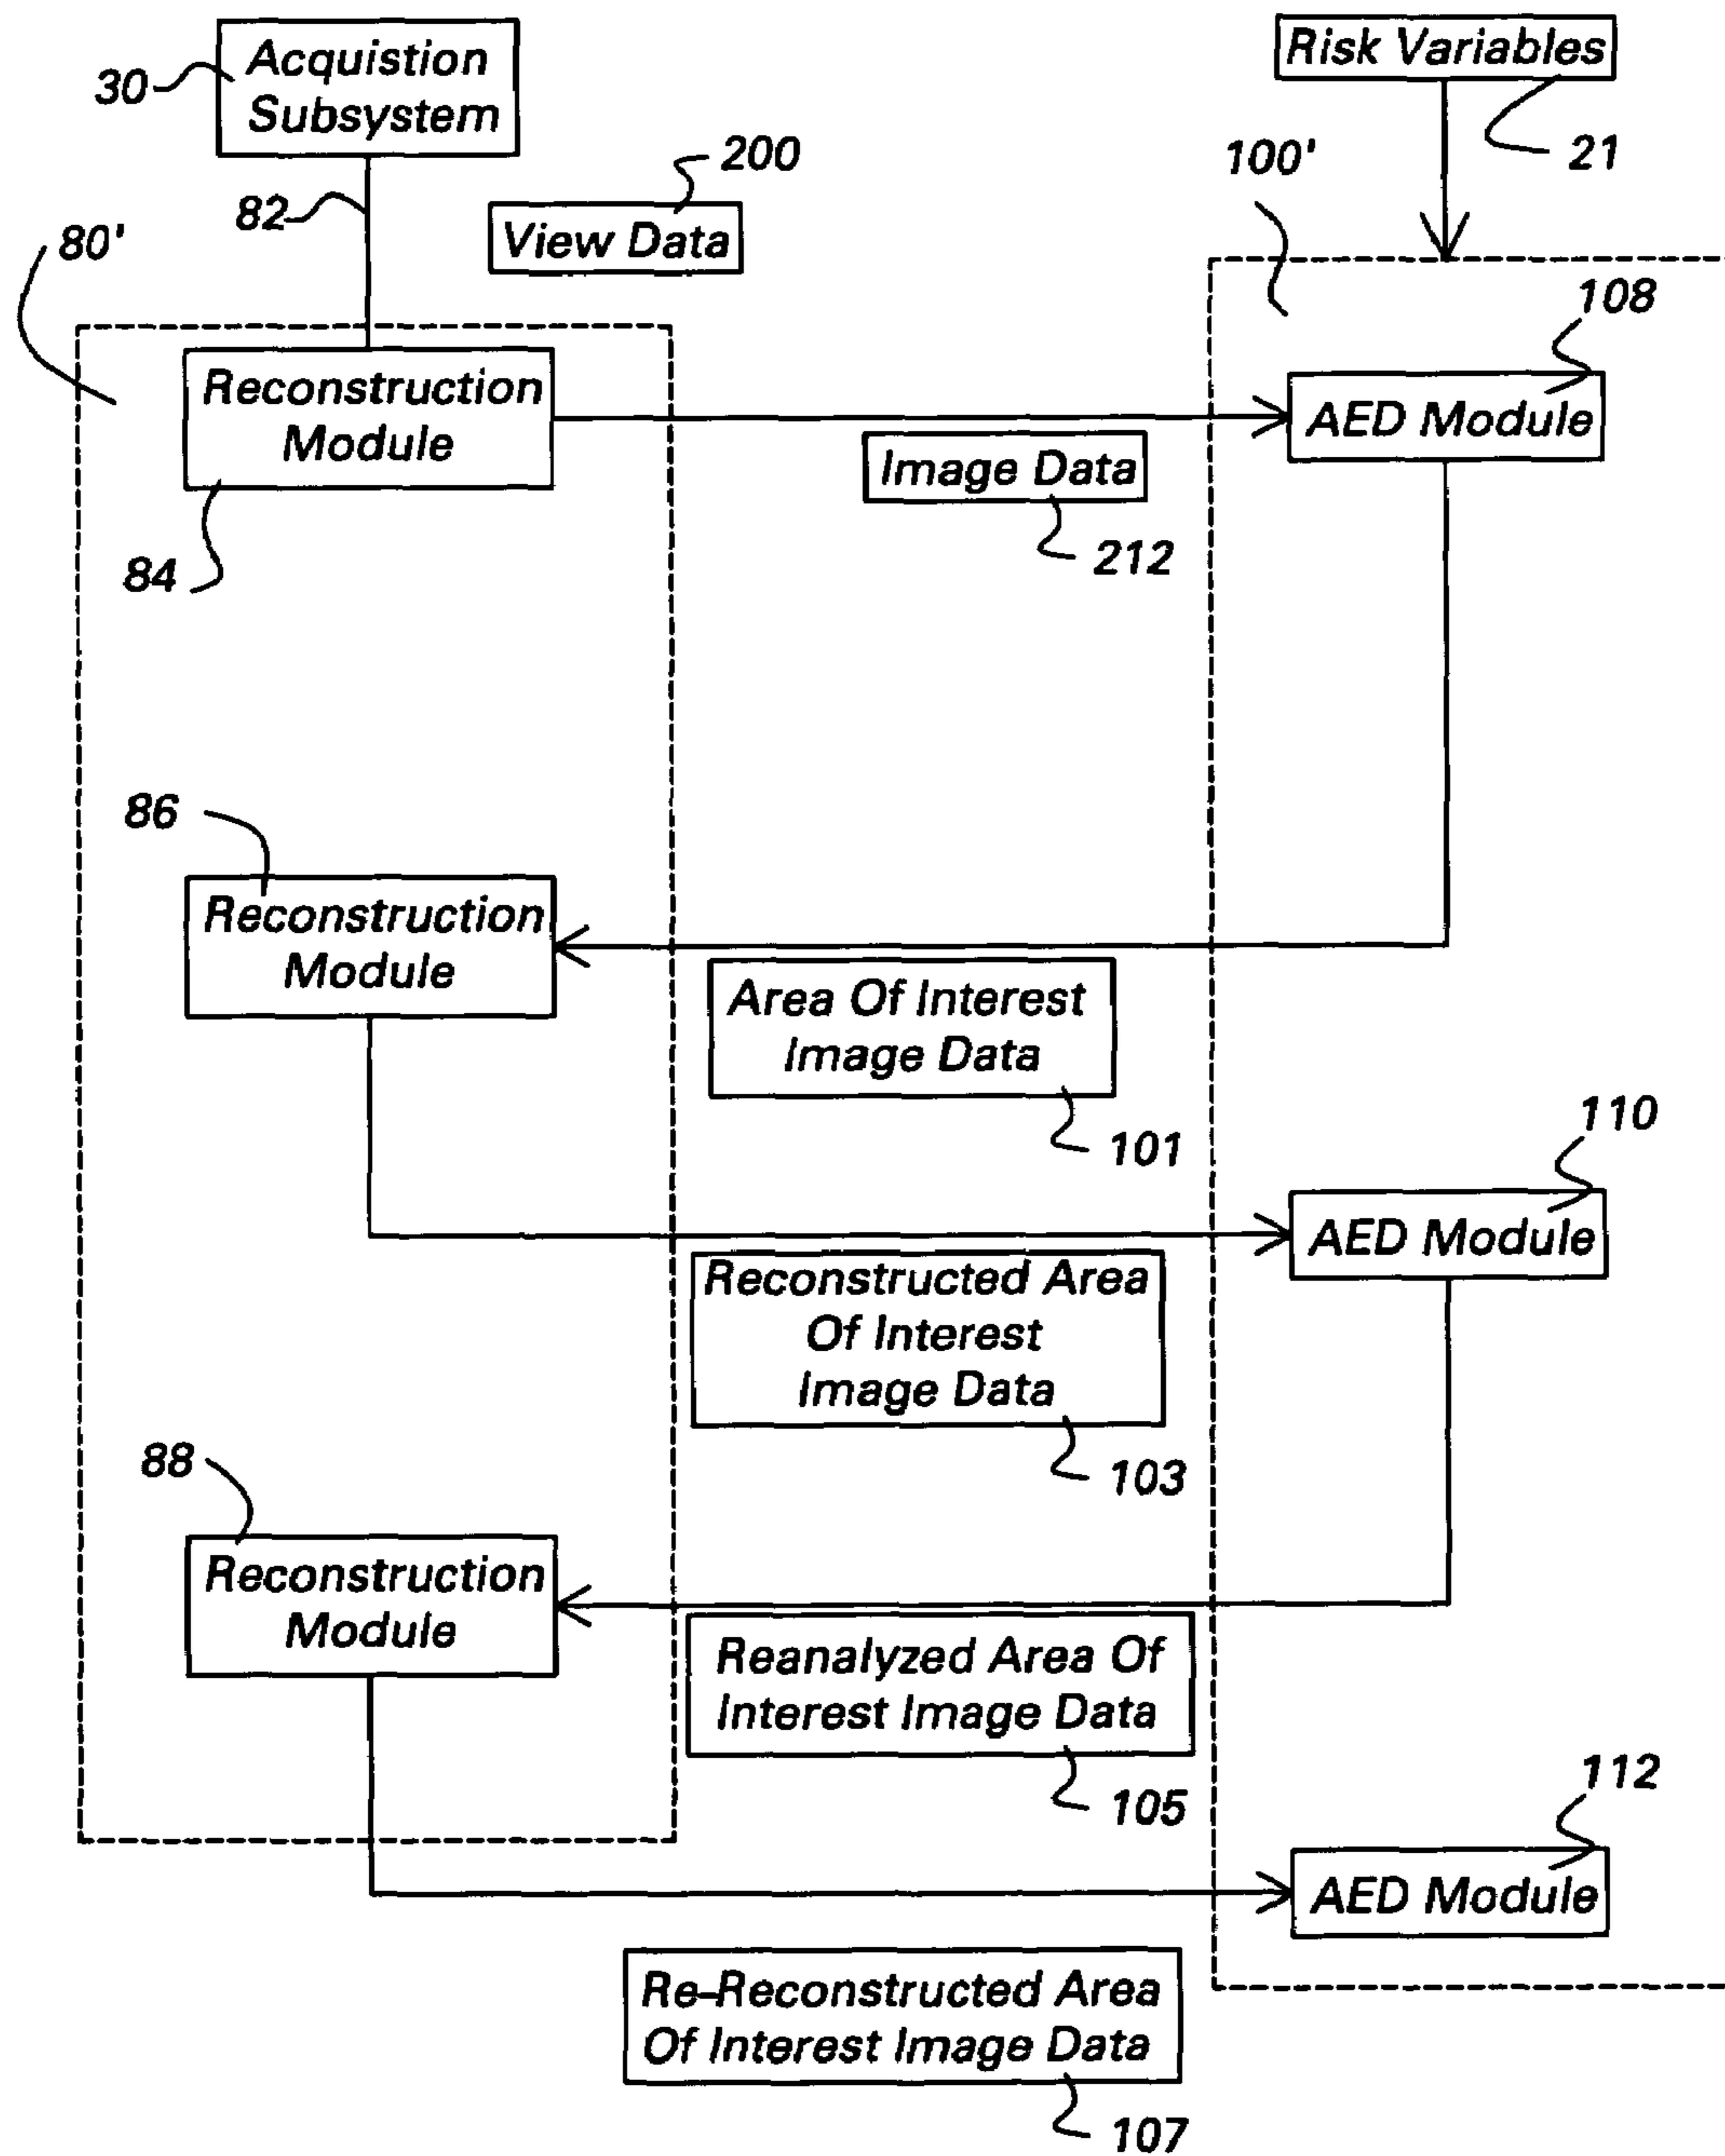 Acquistion
Subsystem
30
Risk Variables
21
200
100'
82
View Data
80'
108
Reconstruction
Module
AED Module
Image Data
84
212
86
Reconstruction
Module
Area Of Interest
Image Data
101
110
AED Module
Reconstructed Area
Of Interest
Image Data
88
103
Reconstruction
Module
Reanalyzed Area Of
Interest Image Data
105
112
AED Module
Re-Reconstructed Area
Of Interest Image Data
107